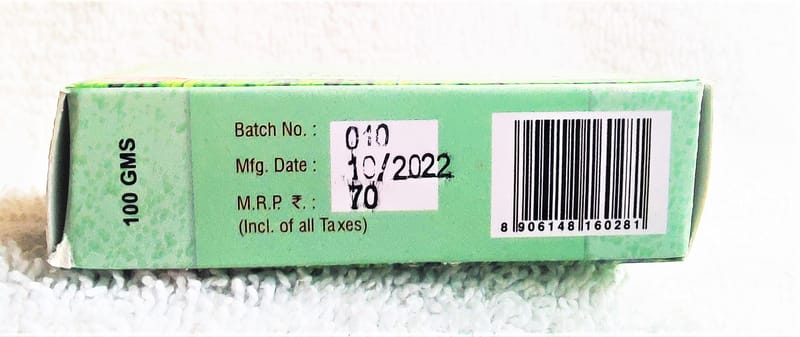 100 GMS
Batch No. : 010
Mfg. Date : 10/2022
M.R.P. ₹. : 70
(Incl. of all Taxes)
8 906148 160281